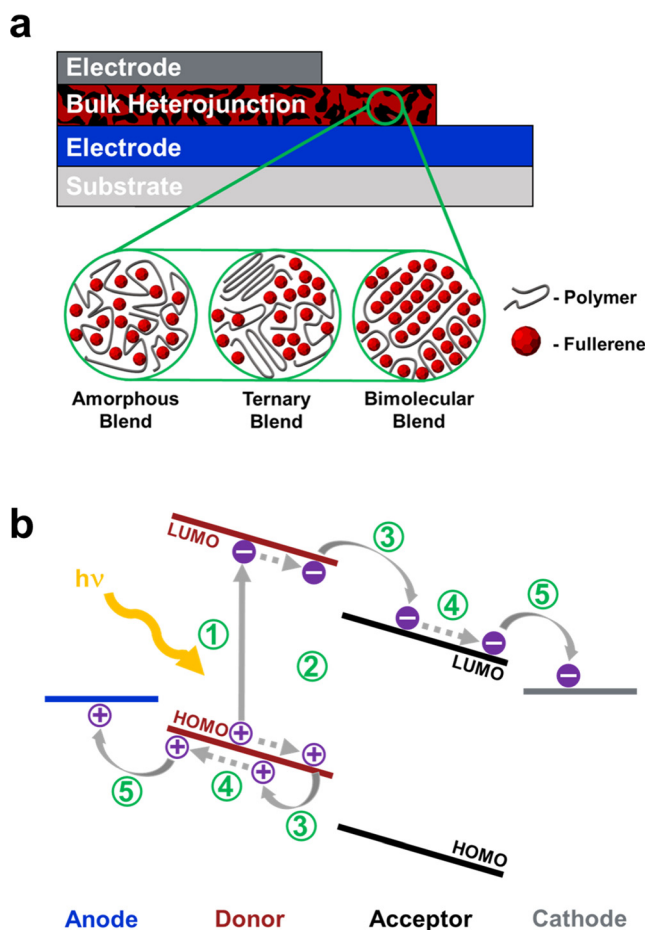 a
Electrode
Bulk Heterojunction
Electrode
Substrate
- Polymer
- Fullerene
Amorphous
Blend
Ternary
Blend
Bimolecular
Blend
b
LUMO
3
hν
1
4
5
2
LUMO
HOMO
5
4
3
HOMO
Anode
Donor
Acceptor
Cathode